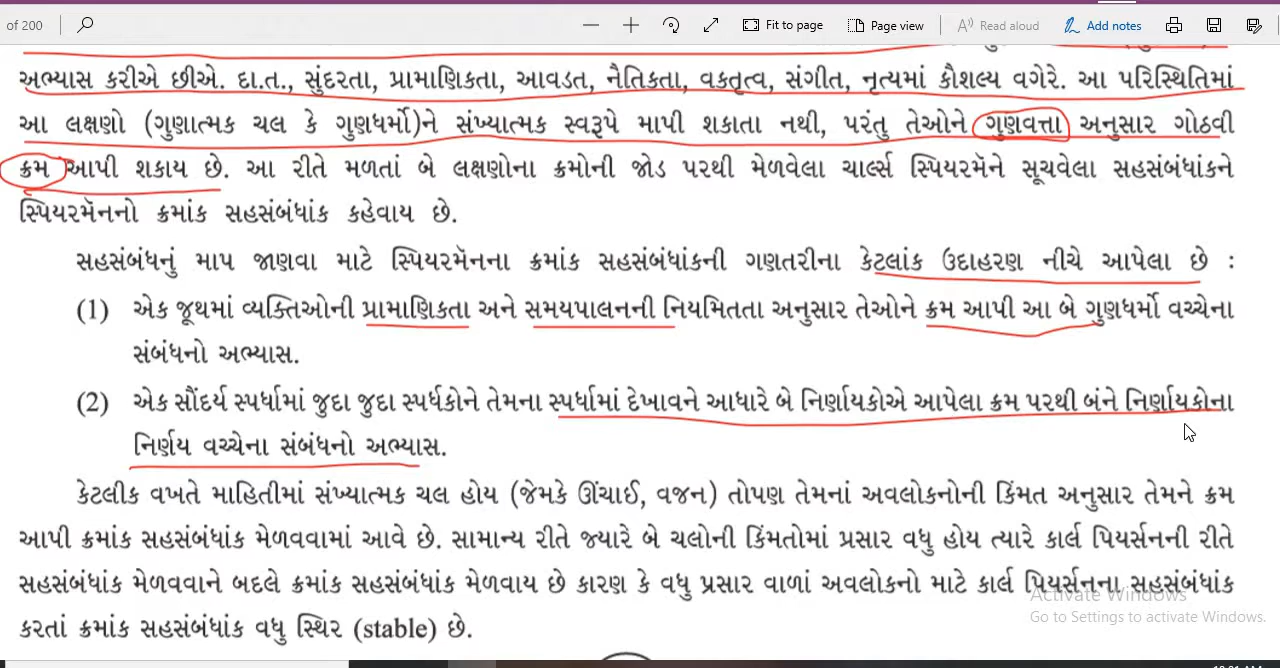 of 200
Fit to page
Page view
Read aloud
Add notes
અભ્યાસ કરીએ છીએ. દા.ત., સુંદરતા, પ્રામાણિકતા, આવડત, નૈતિકતા, વક્તૃત્વ, સંગીત, નૃત્યમાં કૌશલ્ય વગેરે. આ પરિસ્થિતિમાં
આ લક્ષણો (ગુણાત્મક ચલ કે ગુણધર્મો)ને સંખ્યાત્મક સ્વરૂપે માપી શકાતા નથી, પરંતુ તેઓને ગુણવત્તા અનુસાર ગોઠવી
ક્રમ આપી શકાય છે. આ રીતે મળતાં બે લક્ષણોના ક્રમોની જોડ પરથી મેળવેલા ચાર્લ્સ સ્પિયરમૅને સૂચવેલા સહસંબંધાંકને
સ્પિયરમૅનનો ક્રમાંક સહસંબંધાંક કહેવાય છે.
સહસંબંધનું માપ જાણવા માટે સ્પિયરમૅનના ક્રમાંક સહસંબંધાંકની ગણતરીના કેટલાંક ઉદાહરણ નીચે આપેલા છે :
(1) એક જૂથમાં વ્યક્તિઓની પ્રામાણિકતા અને સમયપાલનની નિયમિતતા અનુસાર તેઓને ક્રમ આપી આ બે ગુણધર્મો વચ્ચેના
સંબંધનો અભ્યાસ.
(2) એક સૌંદર્ય સ્પર્ધામાં જુદા જુદા સ્પર્ધકોને તેમના સ્પર્ધામાં દેખાવને આધારે બે નિર્ણાયકોએ આપેલા ક્રમ પરથી બંને નિર્ણાયકોના
નિર્ણય વચ્ચેના સંબંધનો અભ્યાસ.
કેટલીક વખતે માહિતીમાં સંખ્યાત્મક ચલ હોય (જેમકે ઊંચાઈ, વજન) તોપણ તેમનાં અવલોકનોની કિંમત અનુસાર તેમને ક્રમ
આપી ક્રમાંક સહસંબંધાંક મેળવવામાં આવે છે. સામાન્ય રીતે જ્યારે બે ચલોની કિંમતોમાં પ્રસાર વધુ હોય ત્યારે કાર્લ પિયર્સનની રીતે
સહસંબંધાંક મેળવવાને બદલે ક્રમાંક સહસંબંધાંક મેળવાય છે કારણ કે વધુ પ્રસાર વાળાં અવલોકનો માટે કાર્લ પિયર્સનના સહસંબંધાંક
કરતાં ક્રમાંક સહસંબંધાંક વધુ સ્થિર (stable) છે.
Activate Windows
Go to Settings to activate Windows.